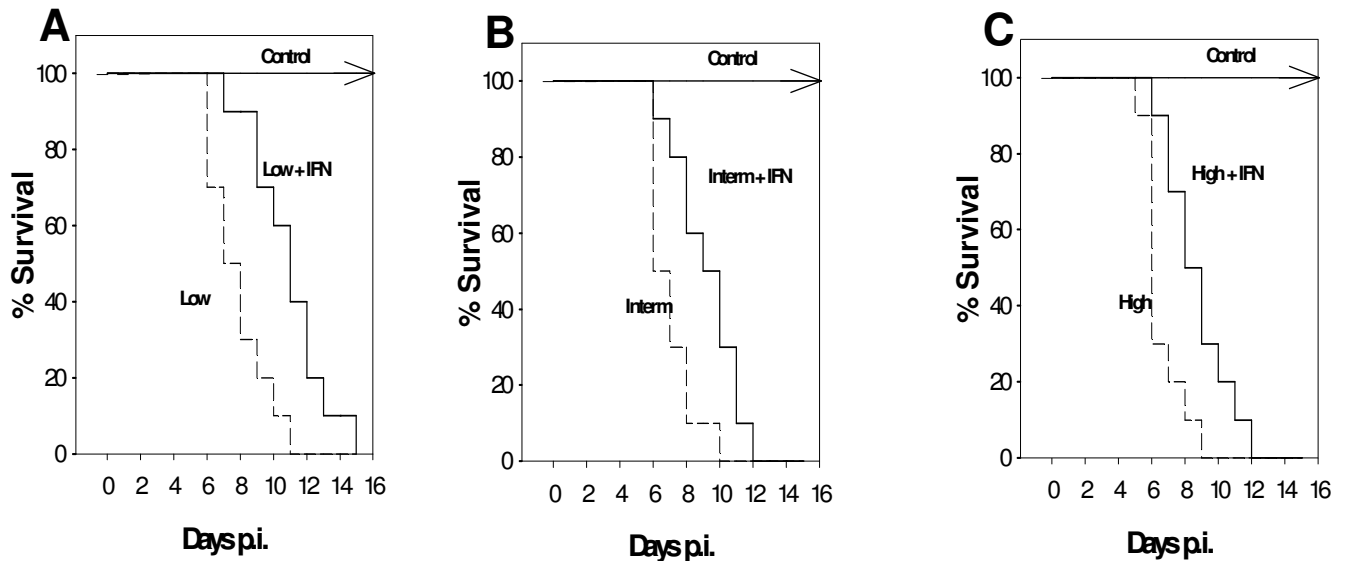 A
Control
100
80
Low + IFN
60
Low
40
20
0
% Survival
0 2 4 6 8 10 12 14 16
Days p.i.
B
Control
100
80
Interm + IFN
60
Interm
40
20
0
% Survival
0 2 4 6 8 10 12 14 16
Days p.i.
C
Control
100
80
High + IFN
60
High
40
20
0
% Survival
0 2 4 6 8 10 12 14 16
Days p.i.